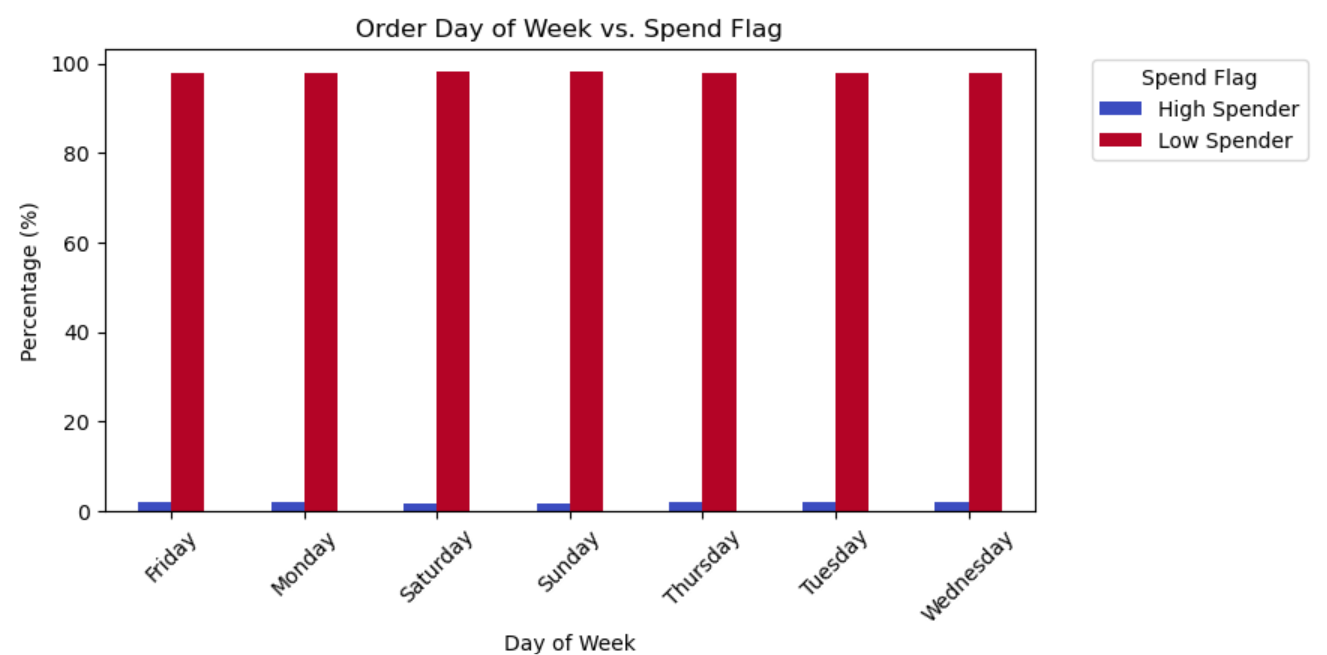 Order Day of Week vs. Spend Flag
100
80
60
40
20
0
Percentage (%)
Friday
Monday
Saturday
Sunday
Thursday
Tuesday
Wednesday
Day of Week
Spend Flag
High Spender
Low Spender